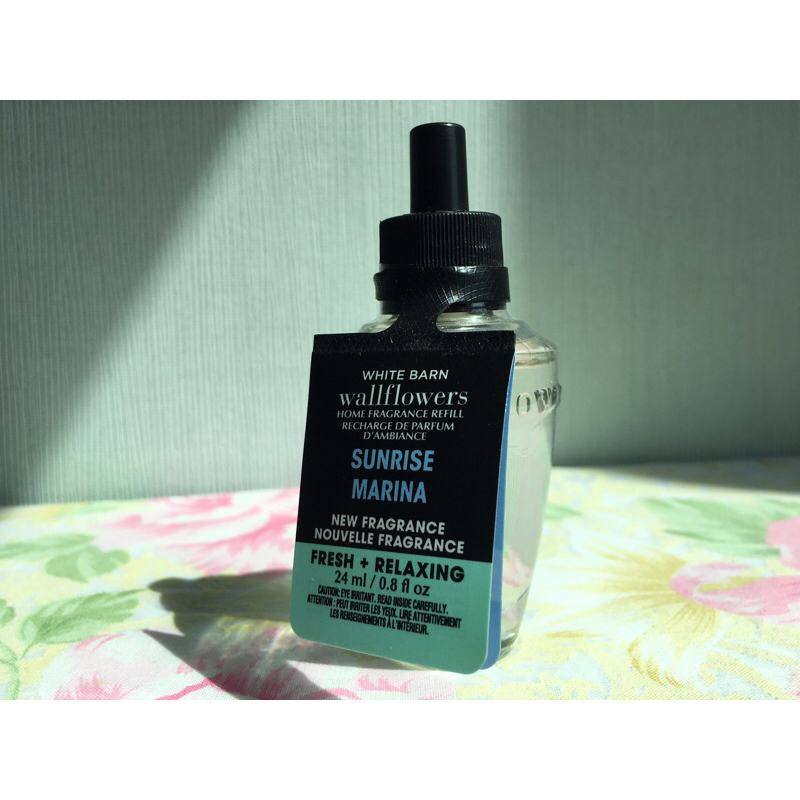 WHITE BARN
wallflowers
HOME FRAGRANCE REFILL
RECHARGE DE PARFUM
D'AMBIANCE
SUNRISE
MARINA
NEW FRAGRANCE
NOUVELLE FRAGRANCE
FRESH + RELAXING
24 ml / 0.8 fl oz
CAUTION: EYE IRRITANT. READ INSIDE CAREFULLY.
ATTENTION : PEUT IRRITER LES YEUX. LIRE ATTENTIVEMENT
LES RENSEIGNEMENTS À L'INTÉRIEUR.